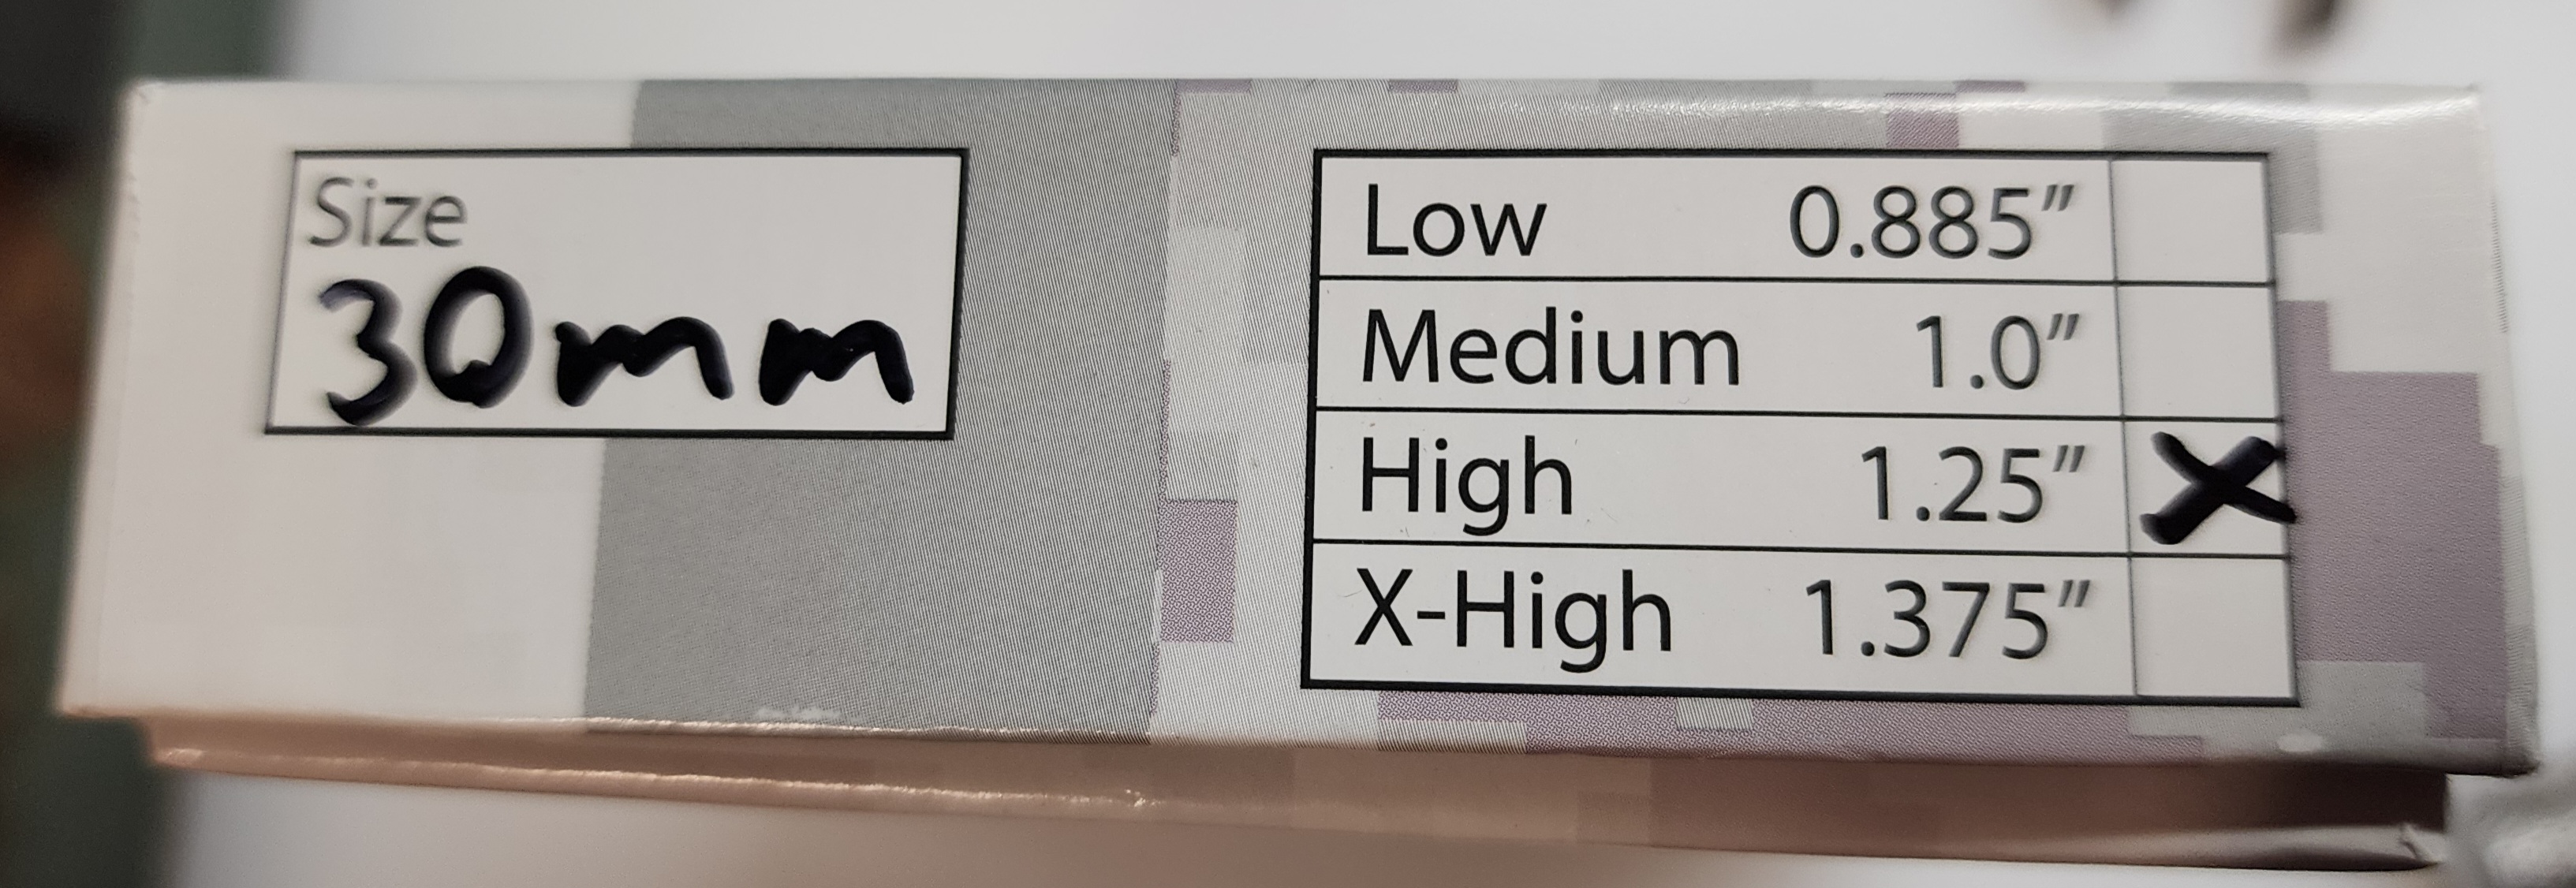 Size
30mm
Low 0.885"
Medium 1.0"
High 1.25" X
X-High 1.375"